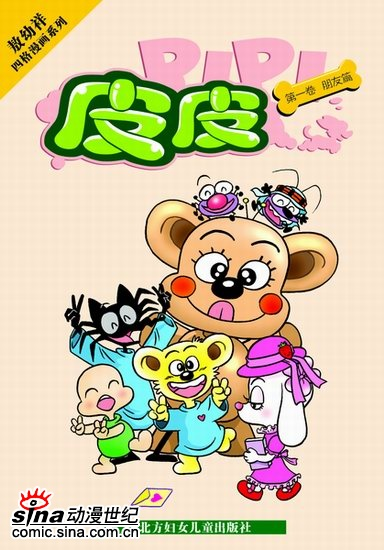 敖幼祥
四格漫画系列
PIPI
皮皮
第一卷 朋友篇
sina动漫世纪
comic.sina.com.cn
北方妇女儿童出版社